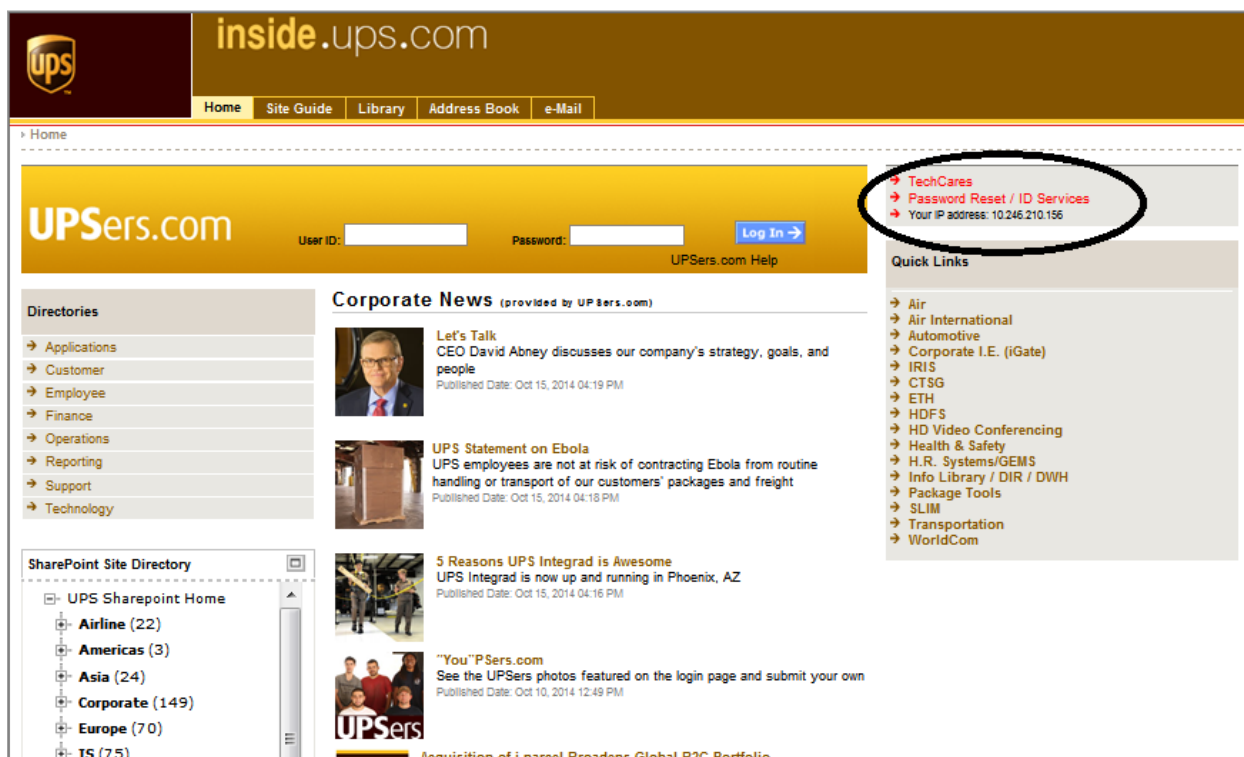 ups
inside.ups.com
Home Site Guide Library Address Book e-Mail
Home
UPSers.com
User ID:
Password:
Log In
UPSers.com Help
TechCares
Password Reset / ID Services
Your IP address: 10.246.210.156
Directories
Applications
Customer
Employee
Finance
Operations
Reporting
Support
Technology
SharePoint Site Directory
UPS Sharepoint Home
Airline (22)
Americas (3)
Asia (24)
Corporate (149)
Europe (70)
IS (75)
Corporate News (provided by UPSers.com)
Let's Talk
CEO David Abney discusses our company's strategy, goals, and
people
Published Date: Oct 15, 2014 04:19 PM
UPS Statement on Ebola
UPS employees are not at risk of contracting Ebola from routine
handling or transport of our customers' packages and freight
Published Date: Oct 15, 2014 04:18 PM
5 Reasons UPS Integrad is Awesome
UPS Integrad is now up and running in Phoenix, AZ
Published Date: Oct 15, 2014 04:16 PM
"You"PSers.com
See the UPSers photos featured on the login page and submit your own
Published Date: Oct 10, 2014 12:49 PM
UPSers
Acquisition of i-parcel Broadens Global B2C Portfolio
Quick Links
Air
Air International
Automotive
Corporate I.E. (iGate)
IRIS
CTSG
ETH
HDFS
HD Video Conferencing
Health & Safety
H.R. Systems/GEMS
Info Library / DIR / DWH
Package Tools
SLIM
Transportation
WorldCom